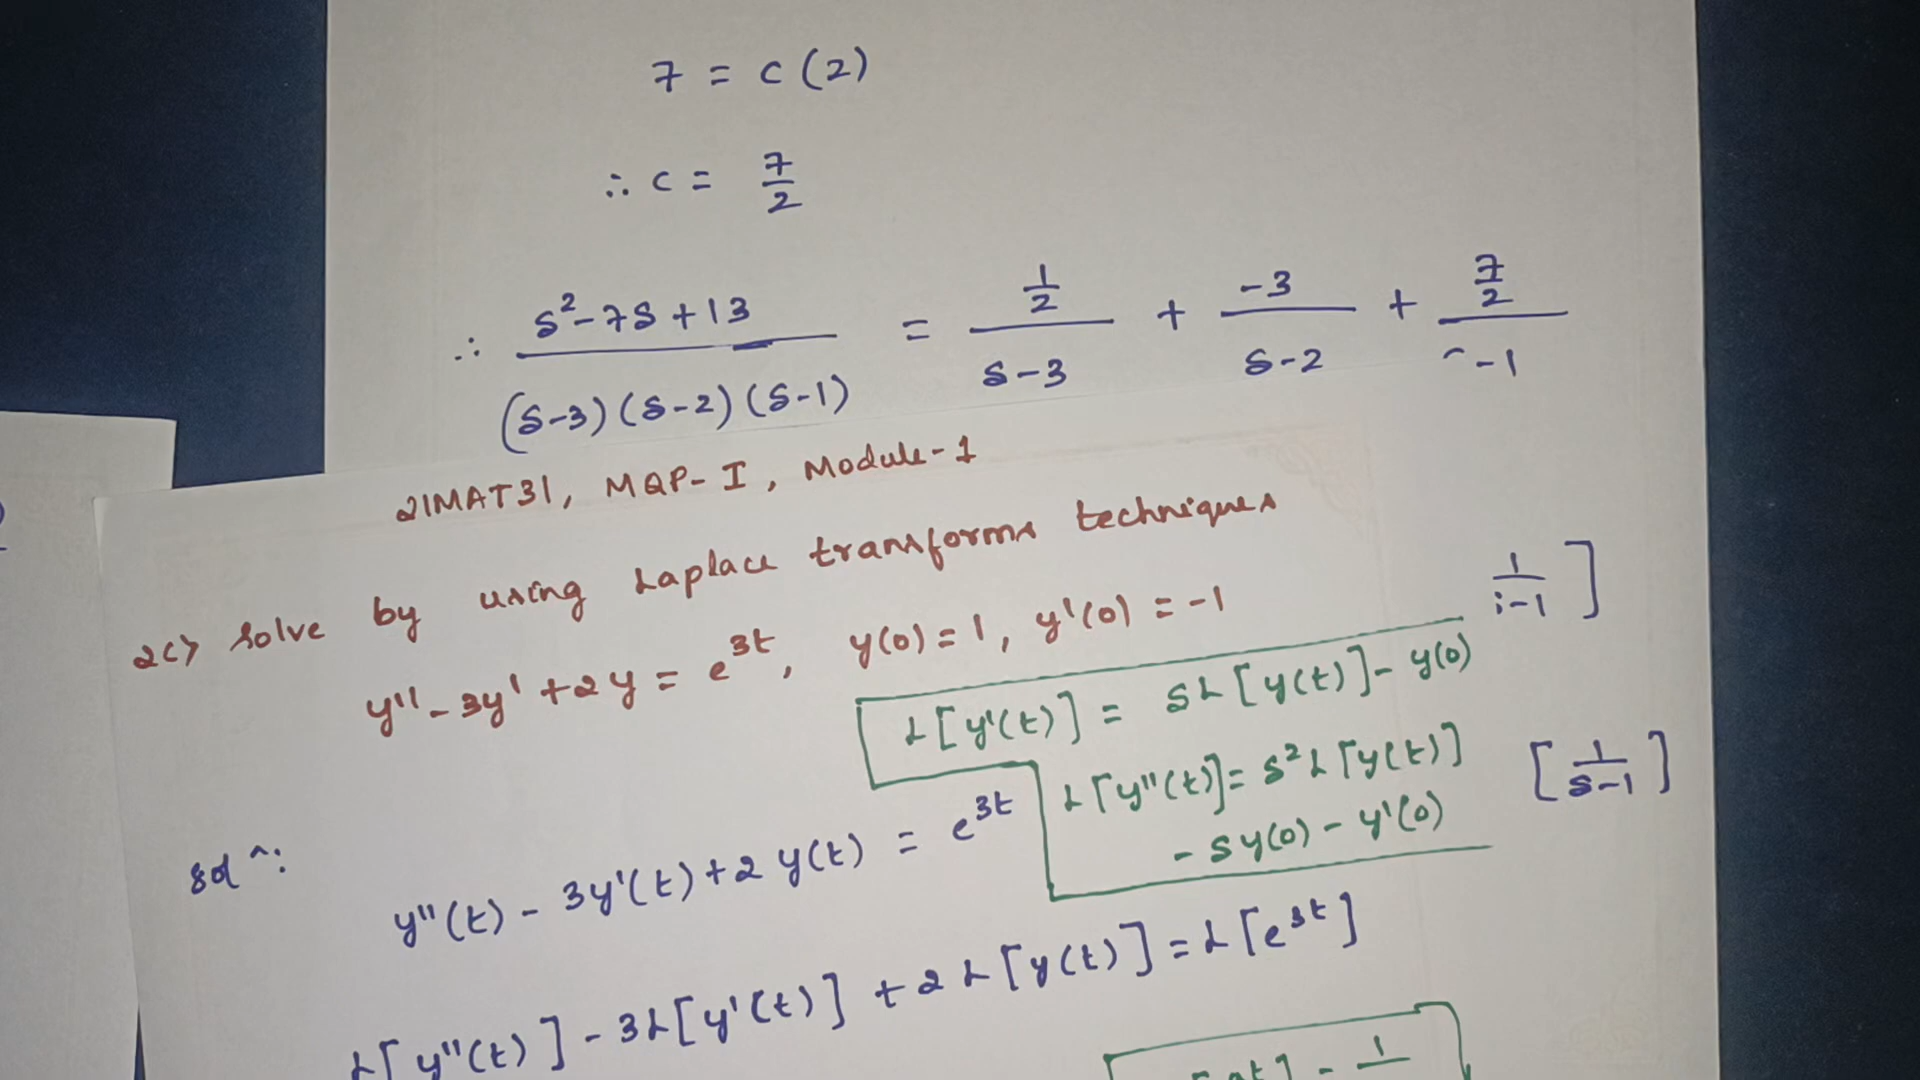 7 = c (2)
∴ c = 7/2
∴ s²-7s+13 / (s-3)(s-2)(s-1) = 1/2 / s-3 + -3 / s-2 + 7/2 / -1
21MAT31, MQP-I, Module-1
2c> Solve by using Laplace transforms techniques
y'' - 3y' + 2y = e^3t, y(0) = 1, y'(0) = -1
1 / -1 ]
L[y'(t)] = sL[y(t)] - y(0)
L[y''(t)] = s²L[y(t)]
- sy(0) - y'(0)
[1/s-1]
Sol^n:
y''(t) - 3y'(t) + 2y(t) = e^3t
L[y''(t)] - 3L[y'(t)] + 2L[y(t)] = L[e^3t]